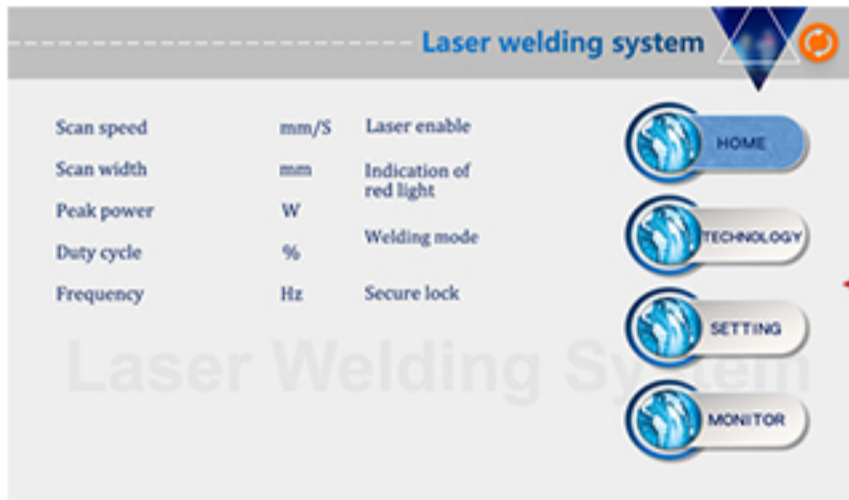 Laser welding system
Scan speed mm/S
Scan width mm
Peak power W
Duty cycle %
Frequency Hz
Laser enable
Indication of
red light
Welding mode
Secure lock
HOME
TECHNOLOGY
SETTING
MONITOR
Laser Welding System